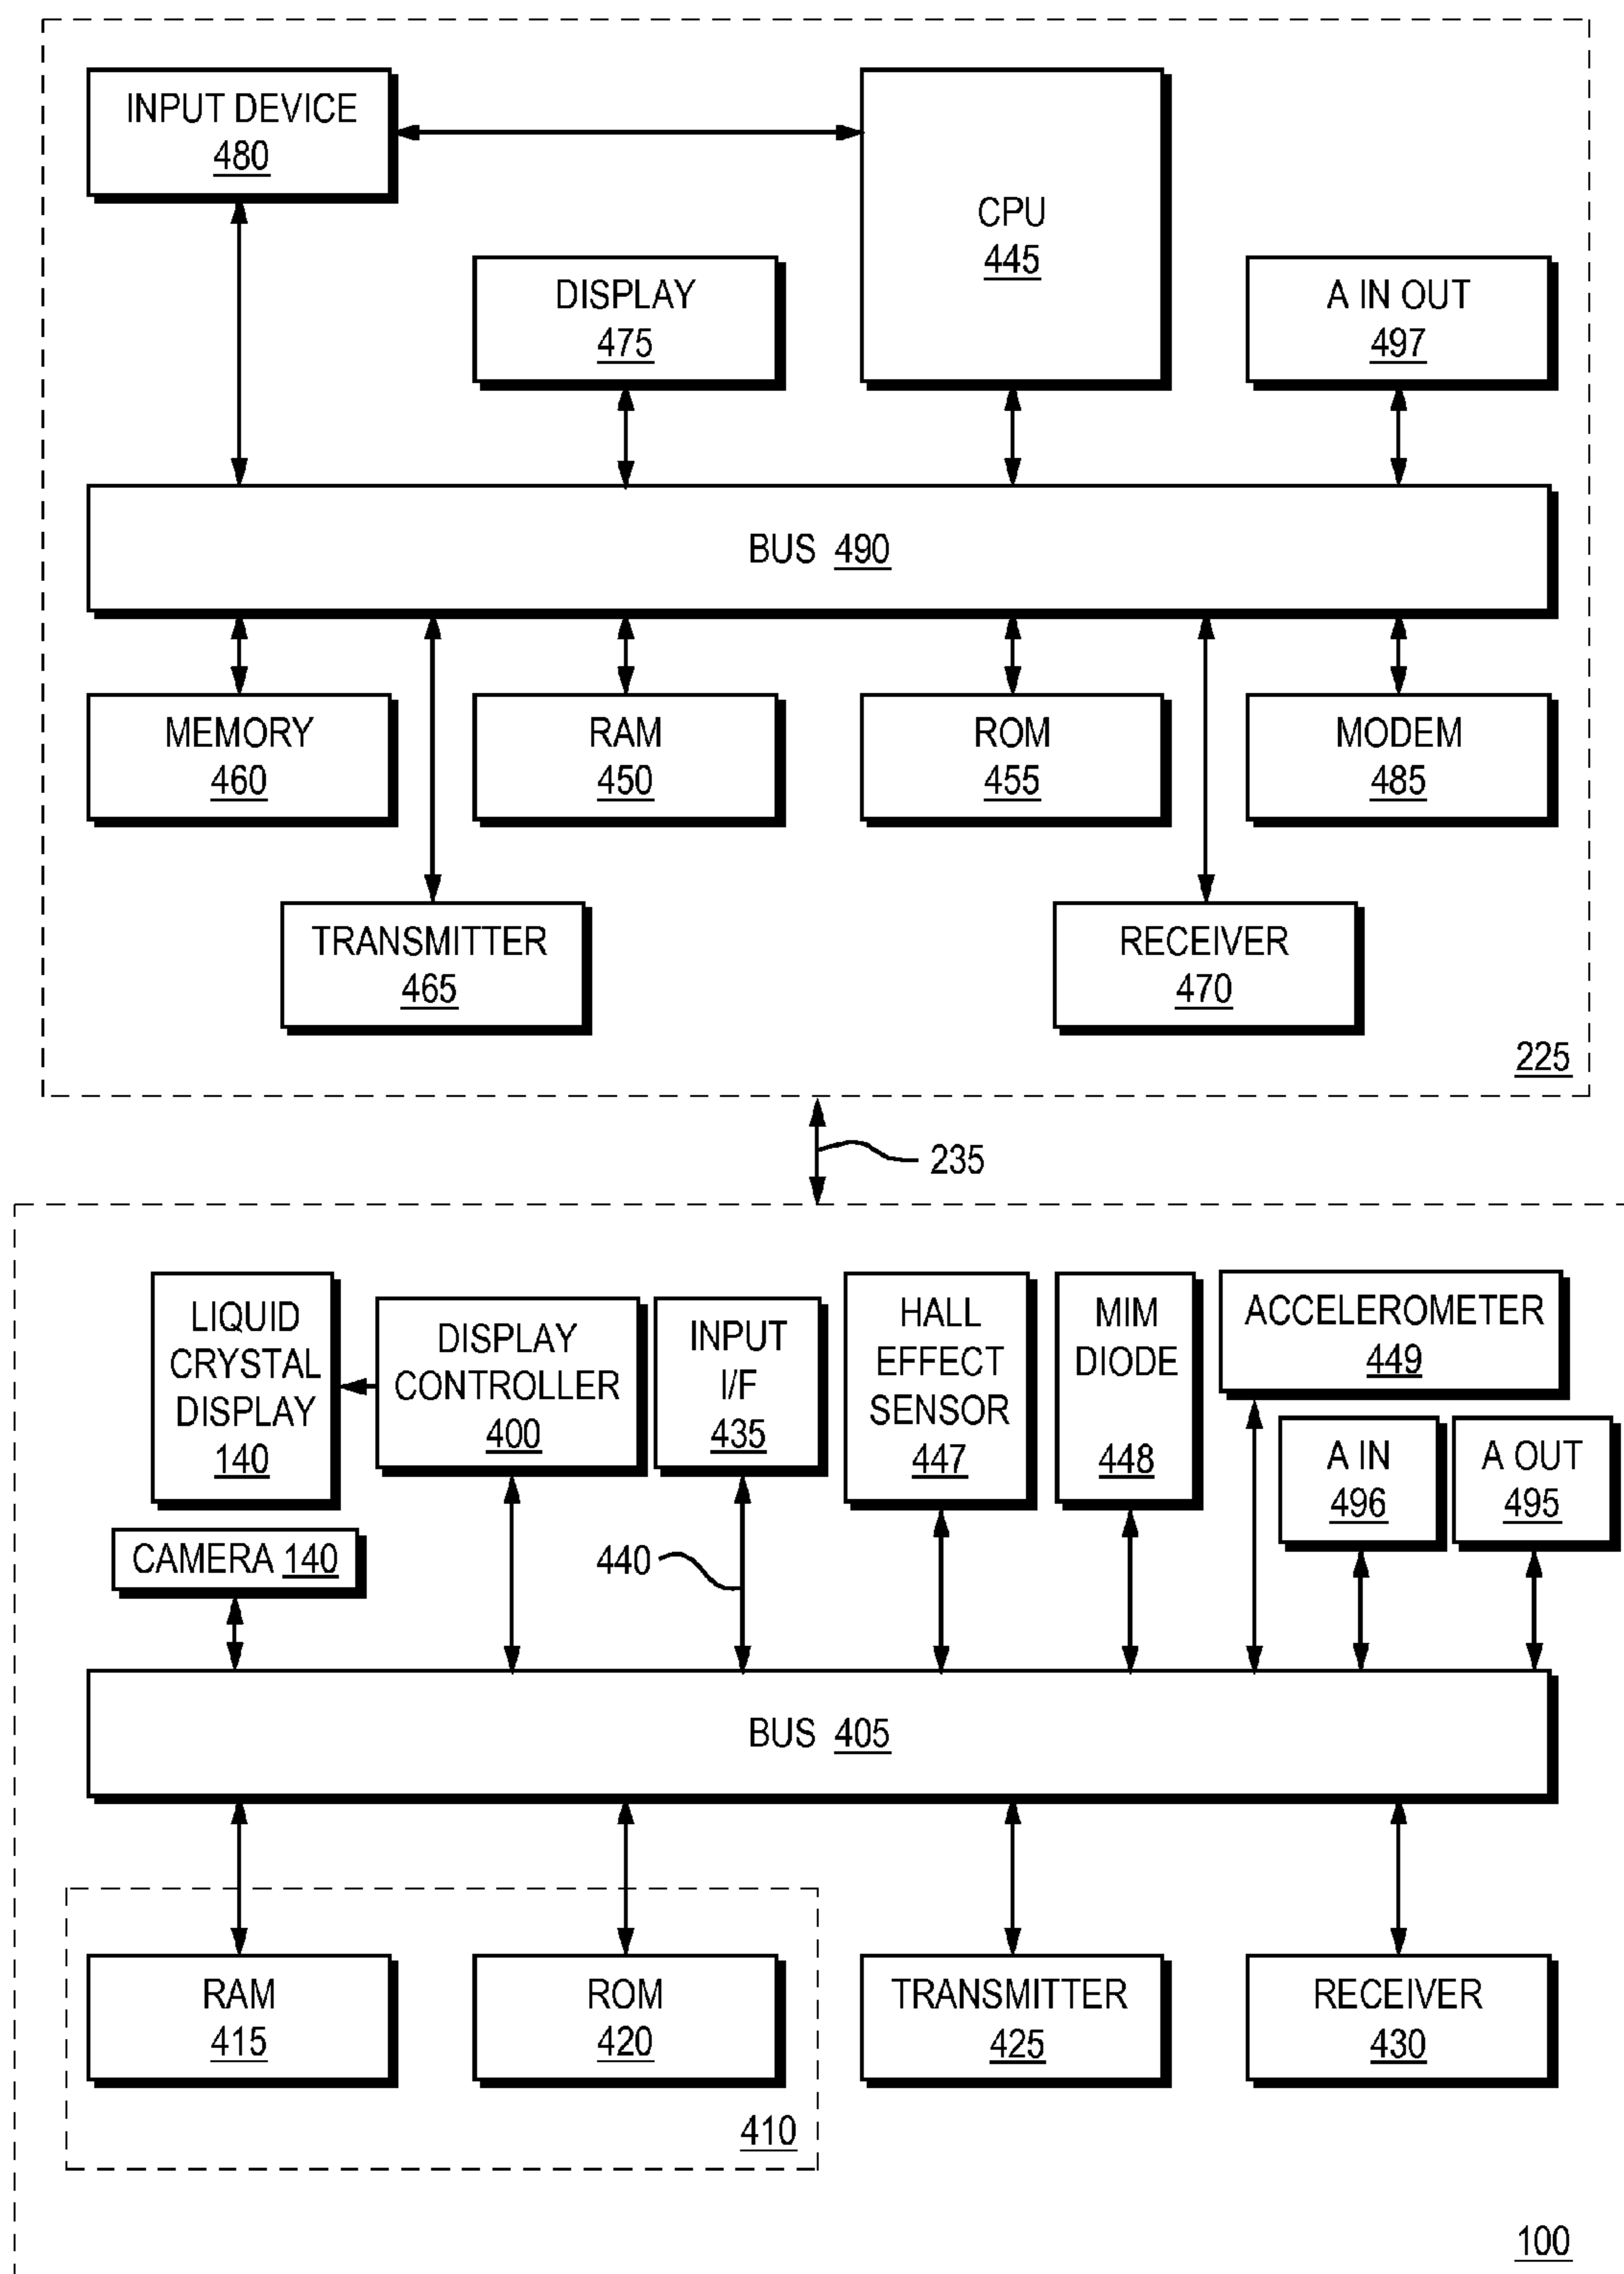 INPUT DEVICE
480
CPU
445
DISPLAY
475
A IN OUT
497
BUS 490
MEMORY
460
RAM
450
ROM
455
MODEM
485
TRANSMITTER
465
RECEIVER
470
225
235
LIQUID
CRYSTAL
DISPLAY
140
DISPLAY
CONTROLLER
400
INPUT
I/F
435
HALL
EFFECT
SENSOR
447
MIM
DIODE
448
ACCELEROMETER
449
A IN
496
A OUT
495
CAMERA 140
440
BUS 405
RAM
415
ROM
420
TRANSMITTER
425
RECEIVER
430
410
100